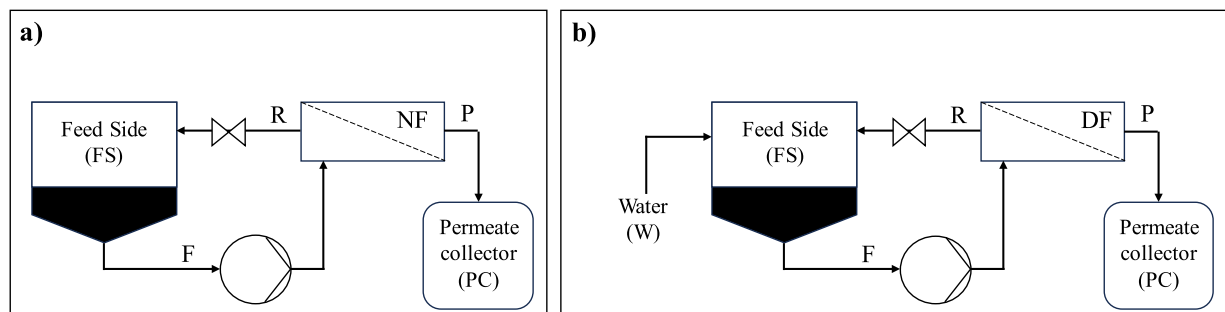 a)
R
NF
P
Feed Side
(FS)
F
Permeate
collector
(PC)
b)
R
DF
P
Feed Side
(FS)
Water
(W)
F
Permeate
collector
(PC)